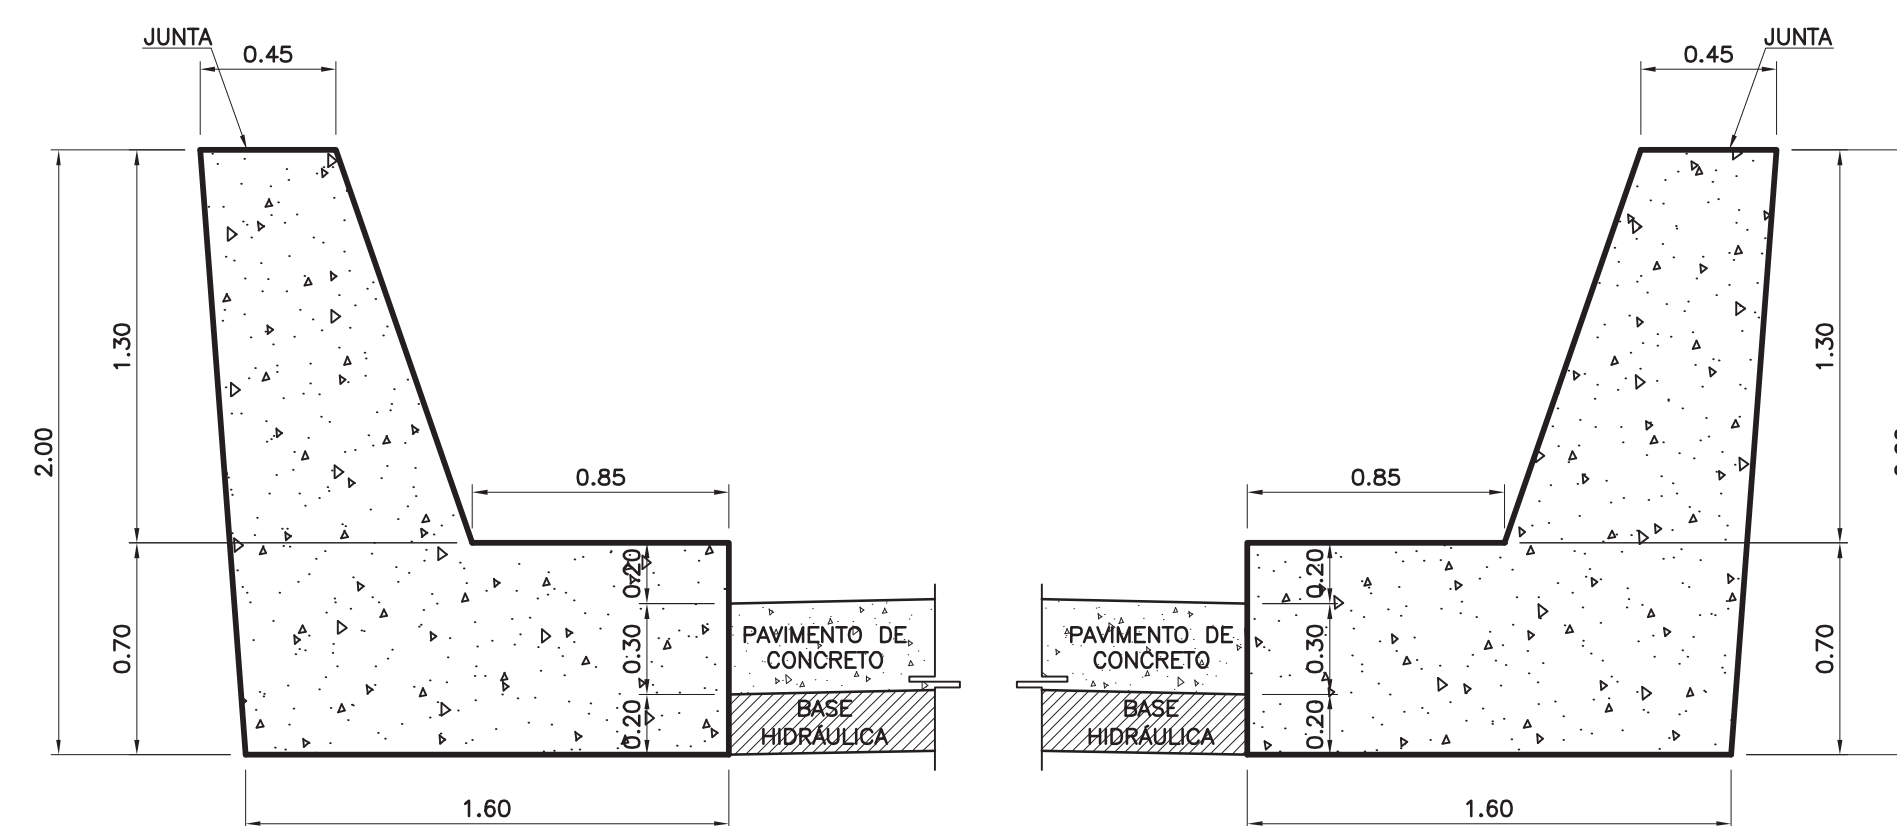 JUNTA
0.45
1.30
2.00
0.70
0.85
0.20
0.30
0.20
PAVIMENTO DE
CONCRETO
BASE
HIDRÁULICA
1.60
JUNTA
0.45
1.30
0.70
0.85
0.20
0.30
0.20
PAVIMENTO DE
CONCRETO
BASE
HIDRÁULICA
1.60